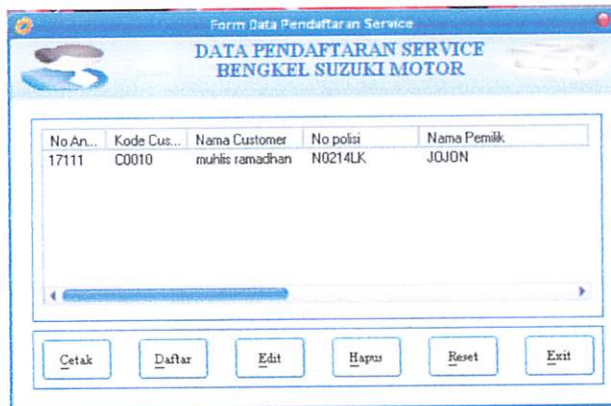 Form Data Pendaftaran Service
DATA PENDAFTARAN SERVICE
BENGKEL SUZUKI MOTOR
No An... Kode Cus... Nama Customer No polisi Nama Pemilik
17111 C0010 muhlis ramadhan N0214LK JOJON
Cetak Daftar Edit Hapus Reset Exit